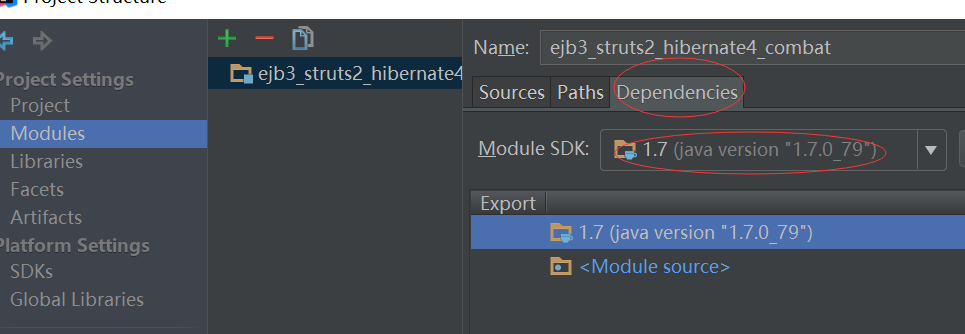 Project Structure
Project Settings
Project
Modules
Libraries
Facets
Artifacts
Platform Settings
SDKs
Global Libraries
ejb3_struts2_hibernate4
Name: ejb3_struts2_hibernate4_combat
Sources Paths Dependencies
Module SDK: 1.7 (java version "1.7.0_79")
Export
1.7 (java version "1.7.0_79")
<Module source>